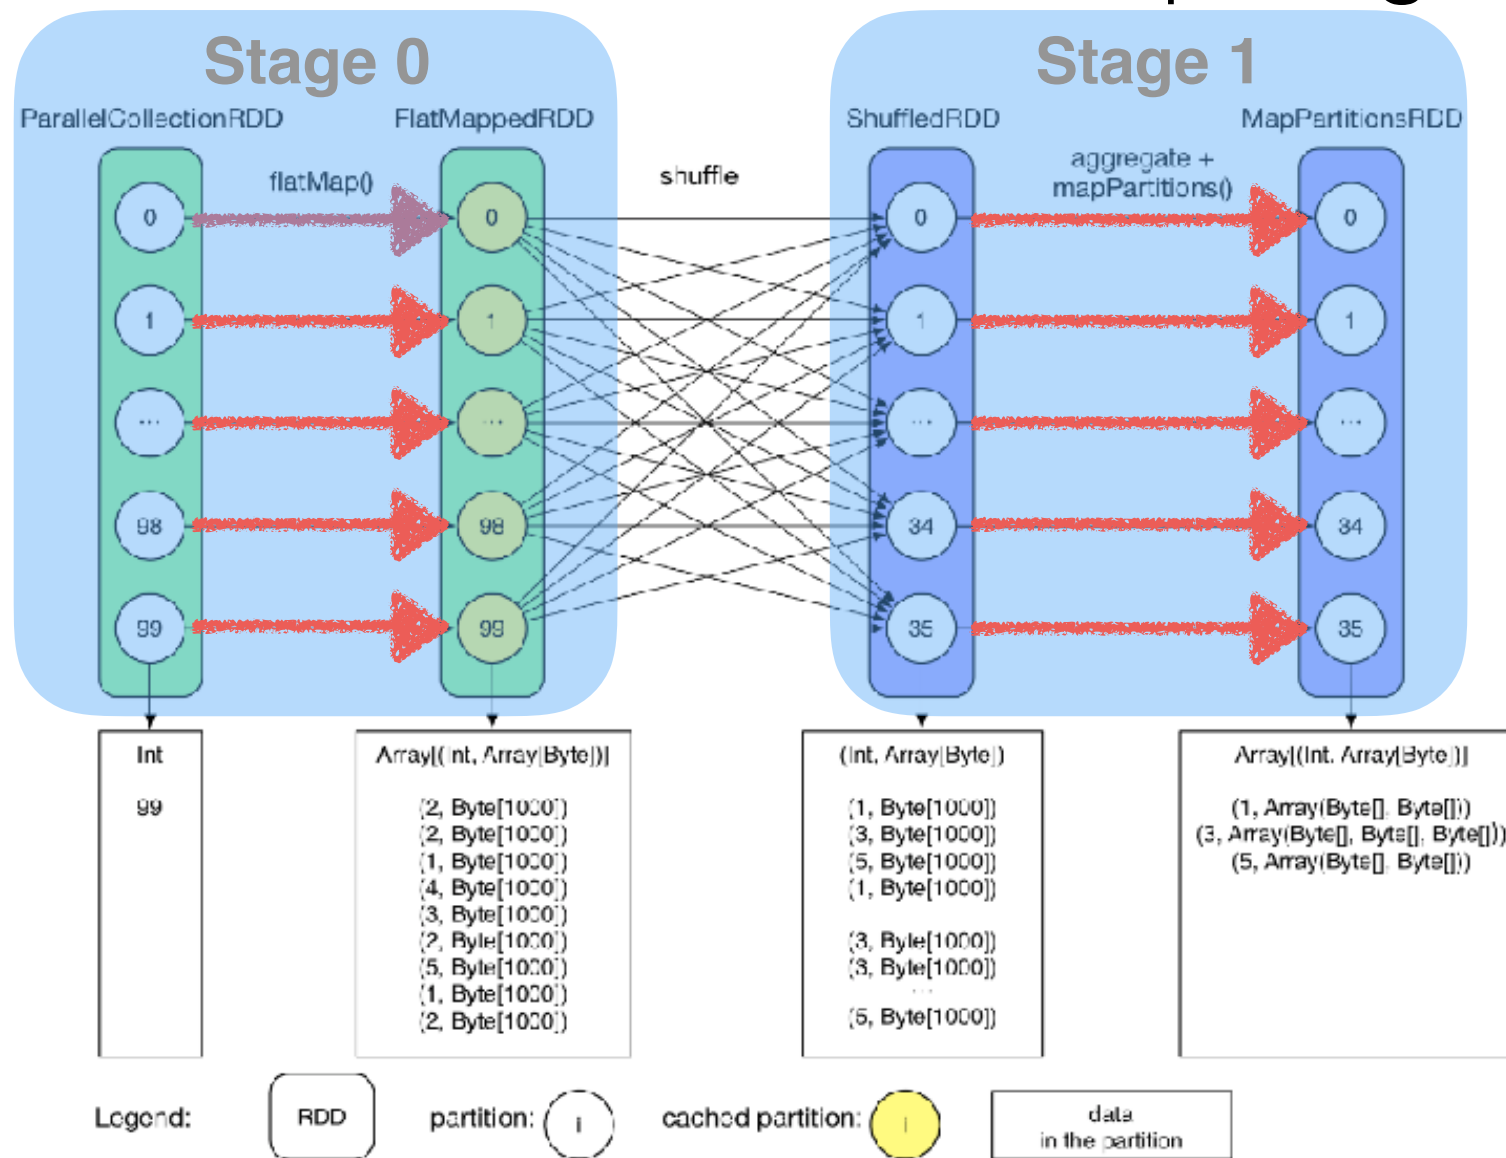 Stage 0
Stage 1
ParallelCollectionRDD
FlatMappedRDD
ShuffledRDD
MapPartitionsRDD
flatMap()
shuffle
aggregate +
mapPartitions()
0
0
0
0
1
1
1
1
...
...
...
...
98
98
34
34
99
99
35
35
Int
99
Array[(Int, Array[Byte])]
(2, Byte[1000])
(2, Byte[1000])
(1, Byte[1000])
(4, Byte[1000])
(3, Byte[1000])
(2, Byte[1000])
(5, Byte[1000])
(1, Byte[1000])
(2, Byte[1000])
(Int, Array[Byte])
(1, Byte[1000])
(3, Byte[1000])
(5, Byte[1000])
(1, Byte[1000])
(3, Byte[1000])
(3, Byte[1000])
...
(5, Byte[1000])
Array[(Int, Array[Byte])]
(1, Array(Byte[], Byte[]))
(3, Array(Byte[], Byte[], Byte[]))
(5, Array(Byte[], Byte[]))
Legend:
RDD
partition:
i
cached partition:
i
data
in the partition